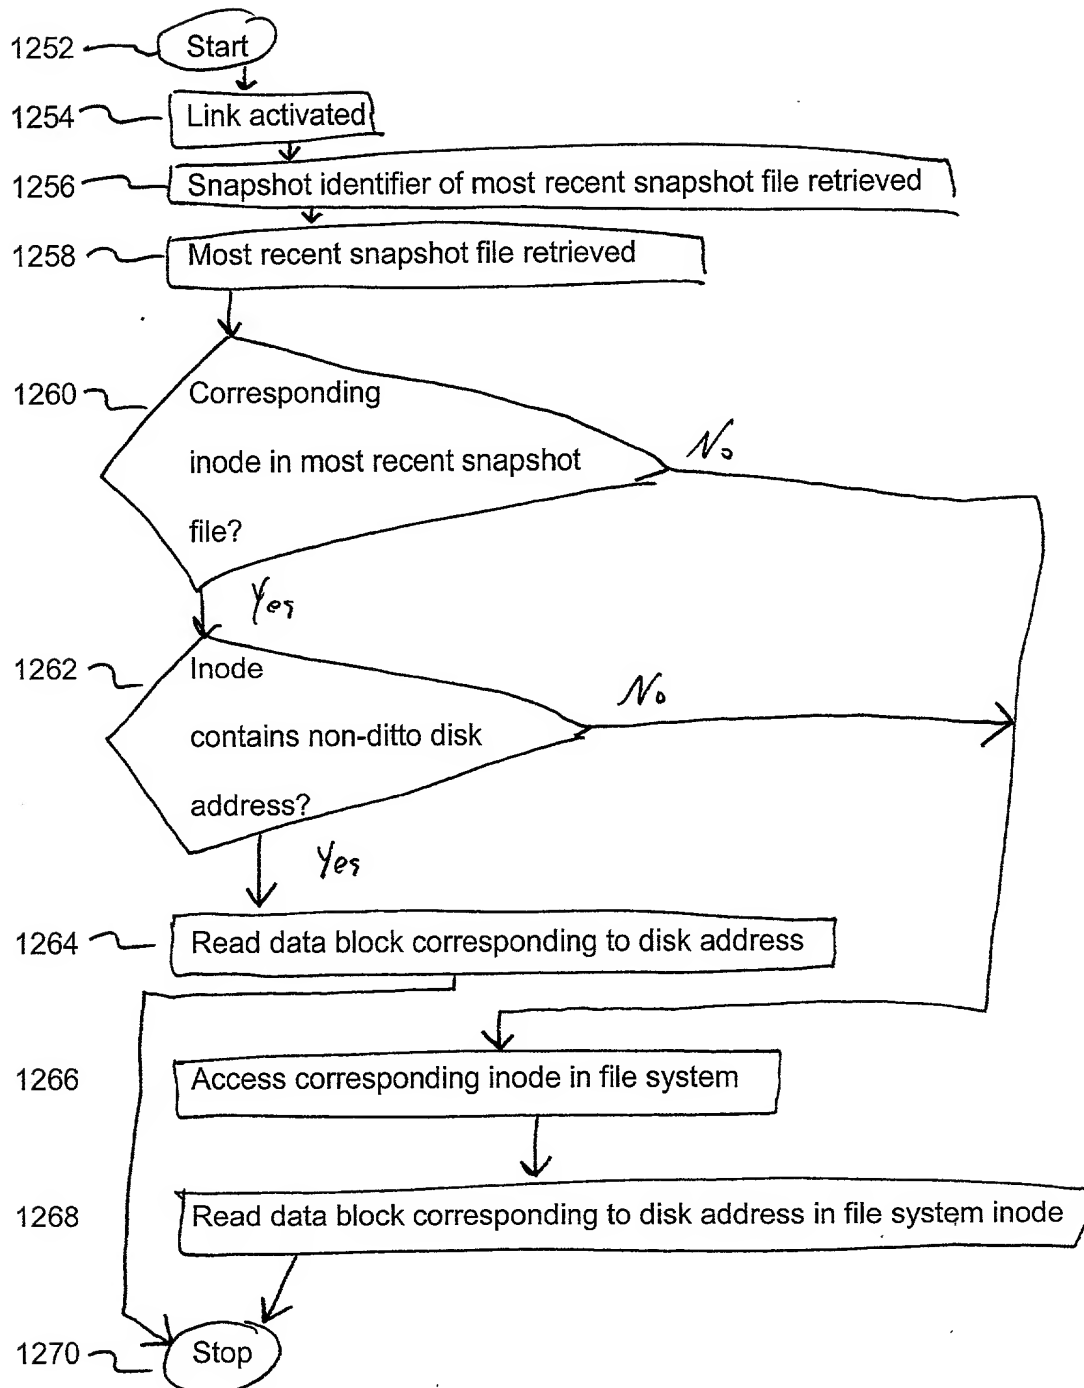 1252 Start
1254 Link activated
1256 Snapshot identifier of most recent snapshot file retrieved
1258 Most recent snapshot file retrieved
1260 Corresponding
inode in most recent snapshot
No
file?
Yes
1262 Inode
No
contains non-ditto disk
address?
Yes
1264 Read data block corresponding to disk address
1266 Access corresponding inode in file system
1268 Read data block corresponding to disk address in file system inode
1270 Stop